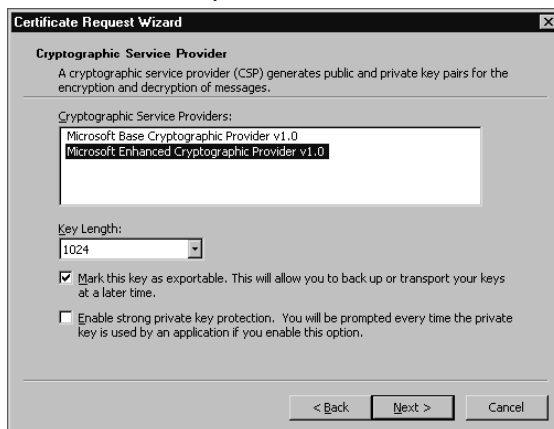 Certificate Request Wizard
Cryptographic Service Provider
A cryptographic service provider (CSP) generates public and private key pairs for the
encryption and decryption of messages.
Cryptographic Service Providers:
Microsoft Base Cryptographic Provider v1.0
Microsoft Enhanced Cryptographic Provider v1.0
Key Length:
1024
Mark this key as exportable. This will allow you to back up or transport your keys
at a later time.
Enable strong private key protection. You will be prompted every time the private
key is used by an application if you enable this option.
< Back Next > Cancel